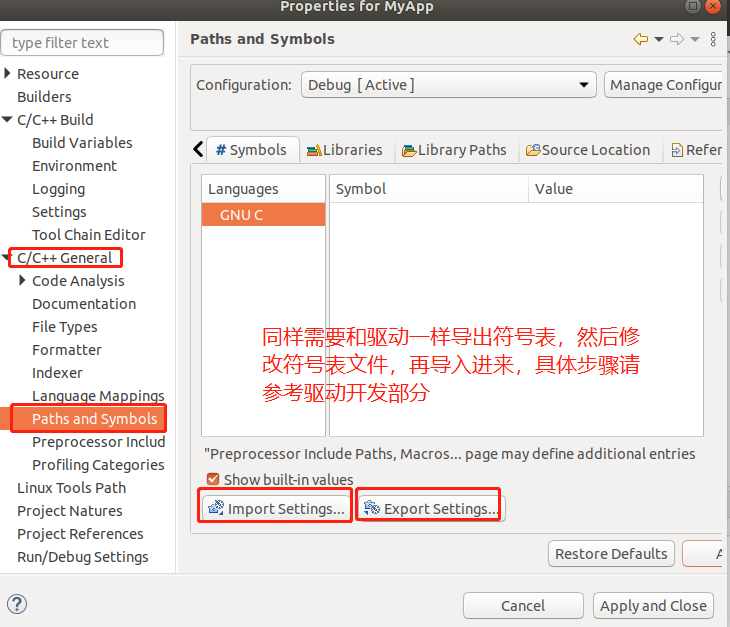 Properties for MyApp
type filter text
Paths and Symbols
Resource
Builders
C/C++ Build
Build Variables
Environment
Logging
Settings
Tool Chain Editor
C/C++ General
Code Analysis
Documentation
File Types
Formatter
Indexer
Language Mappings
Paths and Symbols
Preprocessor Includ
Profiling Categories
Linux Tools Path
Project Natures
Project References
Run/Debug Settings
Configuration:
Debug [ Active ]
Manage Configur
# Symbols
Libraries
Library Paths
Source Location
Refer
Languages
Symbol
Value
GNU C
同样需要和驱动一样导出符号表，然后修
改符号表文件，再导入进来，具体步骤请
参考驱动开发部分
"Preprocessor Include Paths, Macros... page may define additional entries
Show built-in values
Import Settings...
Export Settings...
Restore Defaults
A
?
Cancel
Apply and Close